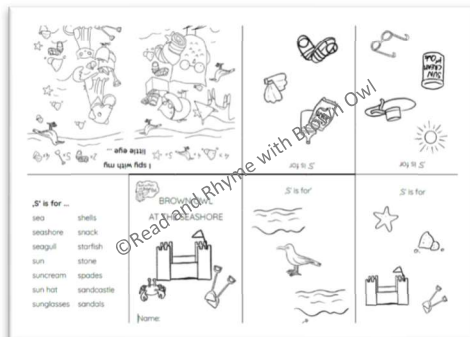 I spy with my
little eye ...
'S' is for
SUN
CREAM
'S' is for
©Read and Rhyme with Brown Owl
,S' is for ...
sea shells
seashore snack
seagull starfish
sun stone
suncream spades
sun hat sandcastle
sunglasses sandals
BROWN OWL
AT THE SEASHORE
Name:
,S' is for'
,S' is for